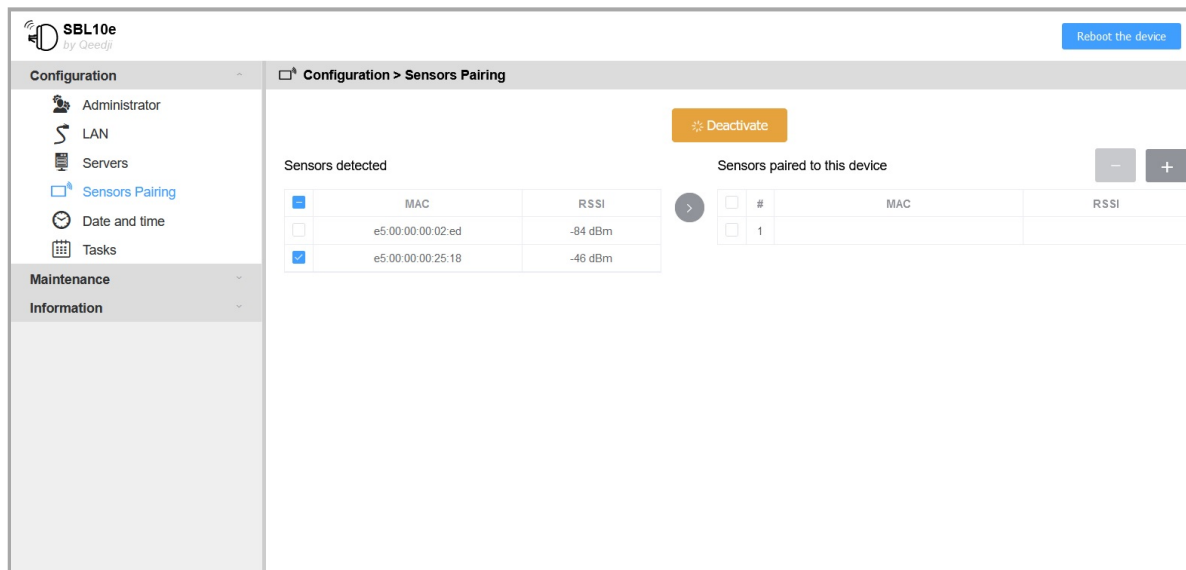 SBL10e
by Qeedji
Reboot the device
Configuration
Configuration > Sensors Pairing
Administrator
LAN
Servers
Sensors Pairing
Date and time
Tasks
Maintenance
Information
Deactivate
Sensors detected
MAC RSSI
e5:00:00:00:02:ed -84 dBm
e5:00:00:00:25:18 -46 dBm
Sensors paired to this device
# MAC RSSI
1